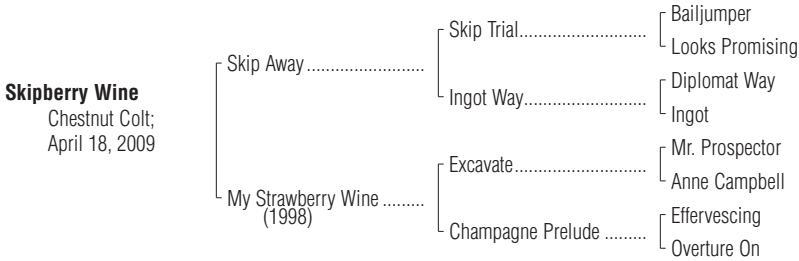 Bailjumper
Skip Trial............................
Looks Promising
Skip Away ..........................
Diplomat Way
Ingot Way...........................
Ingot
Skipberry Wine
Chestnut Colt;
April 18, 2009
Mr. Prospector
Excavate.............................
Anne Campbell
My Strawberry Wine .........
(1998)
Effervescing
Champagne Prelude .........
Overture On